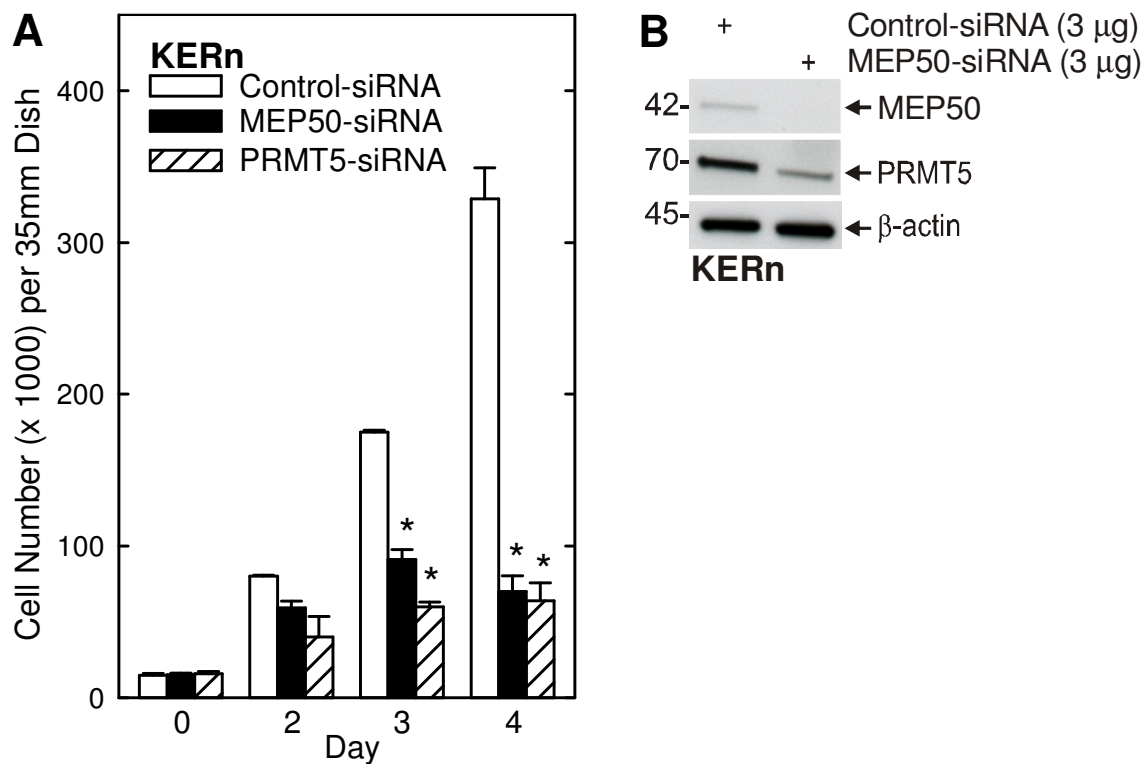 A
KERn
Control-siRNA
MEP50-siRNA
PRMT5-siRNA
Cell Number (x 1000) per 35mm Dish
400
300
200
100
0
* *
* *
0 2 3 4
Day
B
+ Control-siRNA (3 μg)
+ MEP50-siRNA (3 μg)
42- MEP50
70- PRMT5
45- β-actin
KERn